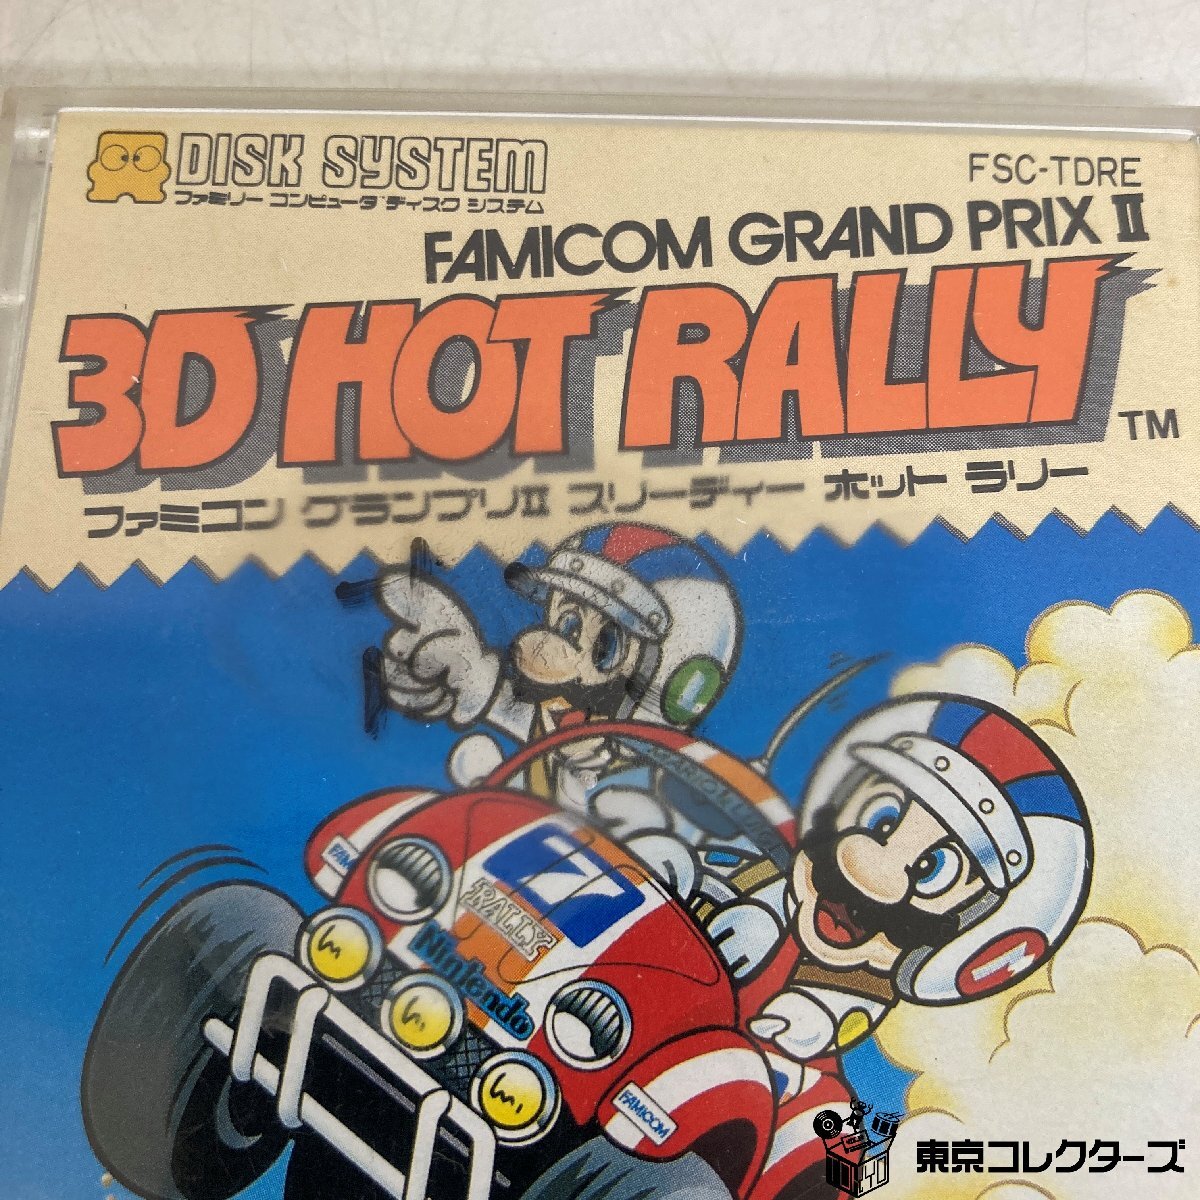 DISK SYSTEM
ファミリー コンピュータ ディスク システム
FSC-TDRE
FAMICOM GRAND PRIX II
3D HOT RALLY
TM
ファミコン グランプリII スリーディー ホット ラリー
L
7
RALLY
Nintendo
M
FAMICOM
TOKYO
東京コレクターズ